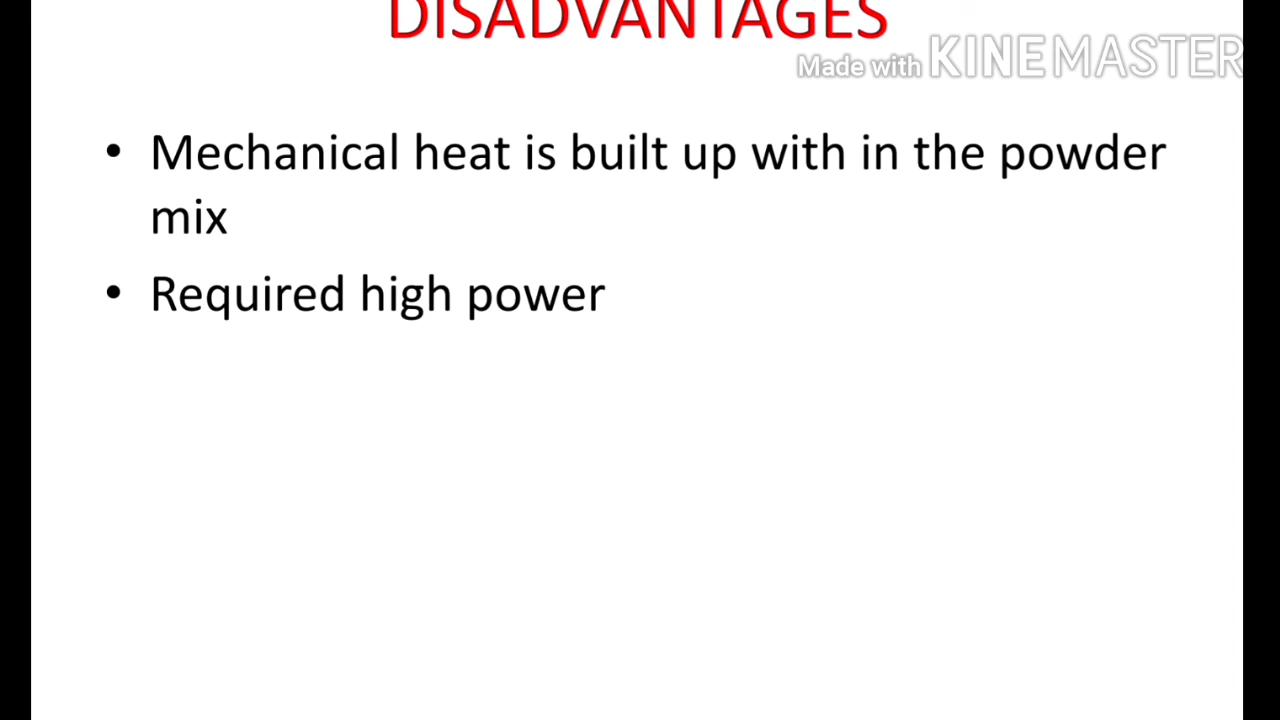 DISADVANTAGES
Made with KINEMASTER
• Mechanical heat is built up with in the powder
mix
• Required high power